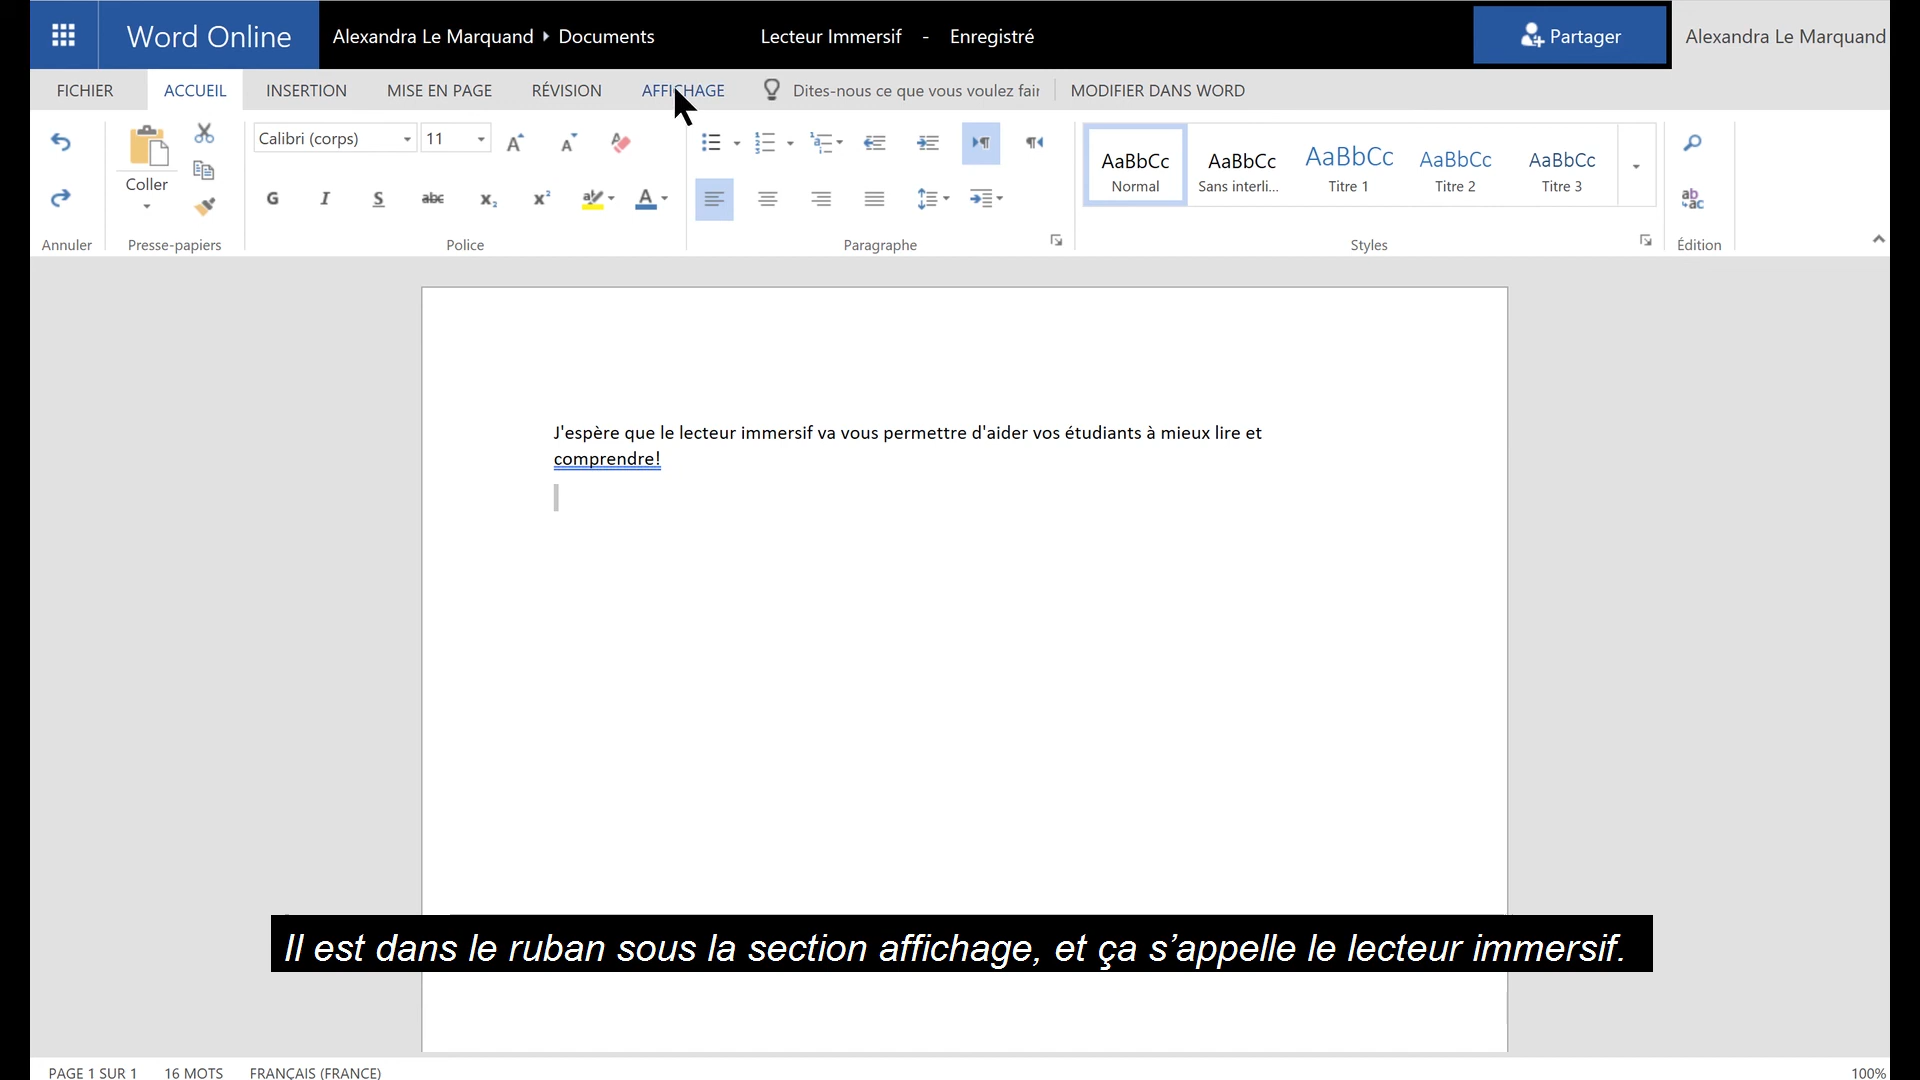 Word Online
Alexandra Le Marquand Documents
Lecteur Immersif - Enregistré
Partager
Alexandra Le Marquand
FICHIER ACCUEIL INSERTION MISE EN PAGE RÉVISION AFFICHAGE Dites-nous ce que vous voulez fair MODIFIER DANS WORD
Coller
Calibri (corps) 11
G I S abc x₂ x² A
AaBbCc AaBbCc AaBbCc AaBbCc AaBbCc
Normal Sans interli... Titre 1 Titre 2 Titre 3
Annuler Presse-papiers Police Paragraphe Styles Édition
J'espère que le lecteur immersif va vous permettre d'aider vos étudiants à mieux lire et
comprendre!
Il est dans le ruban sous la section affichage, et ça s’appelle le lecteur immersif.
PAGE 1 SUR 1 16 MOTS FRANÇAIS (FRANCE) 100%